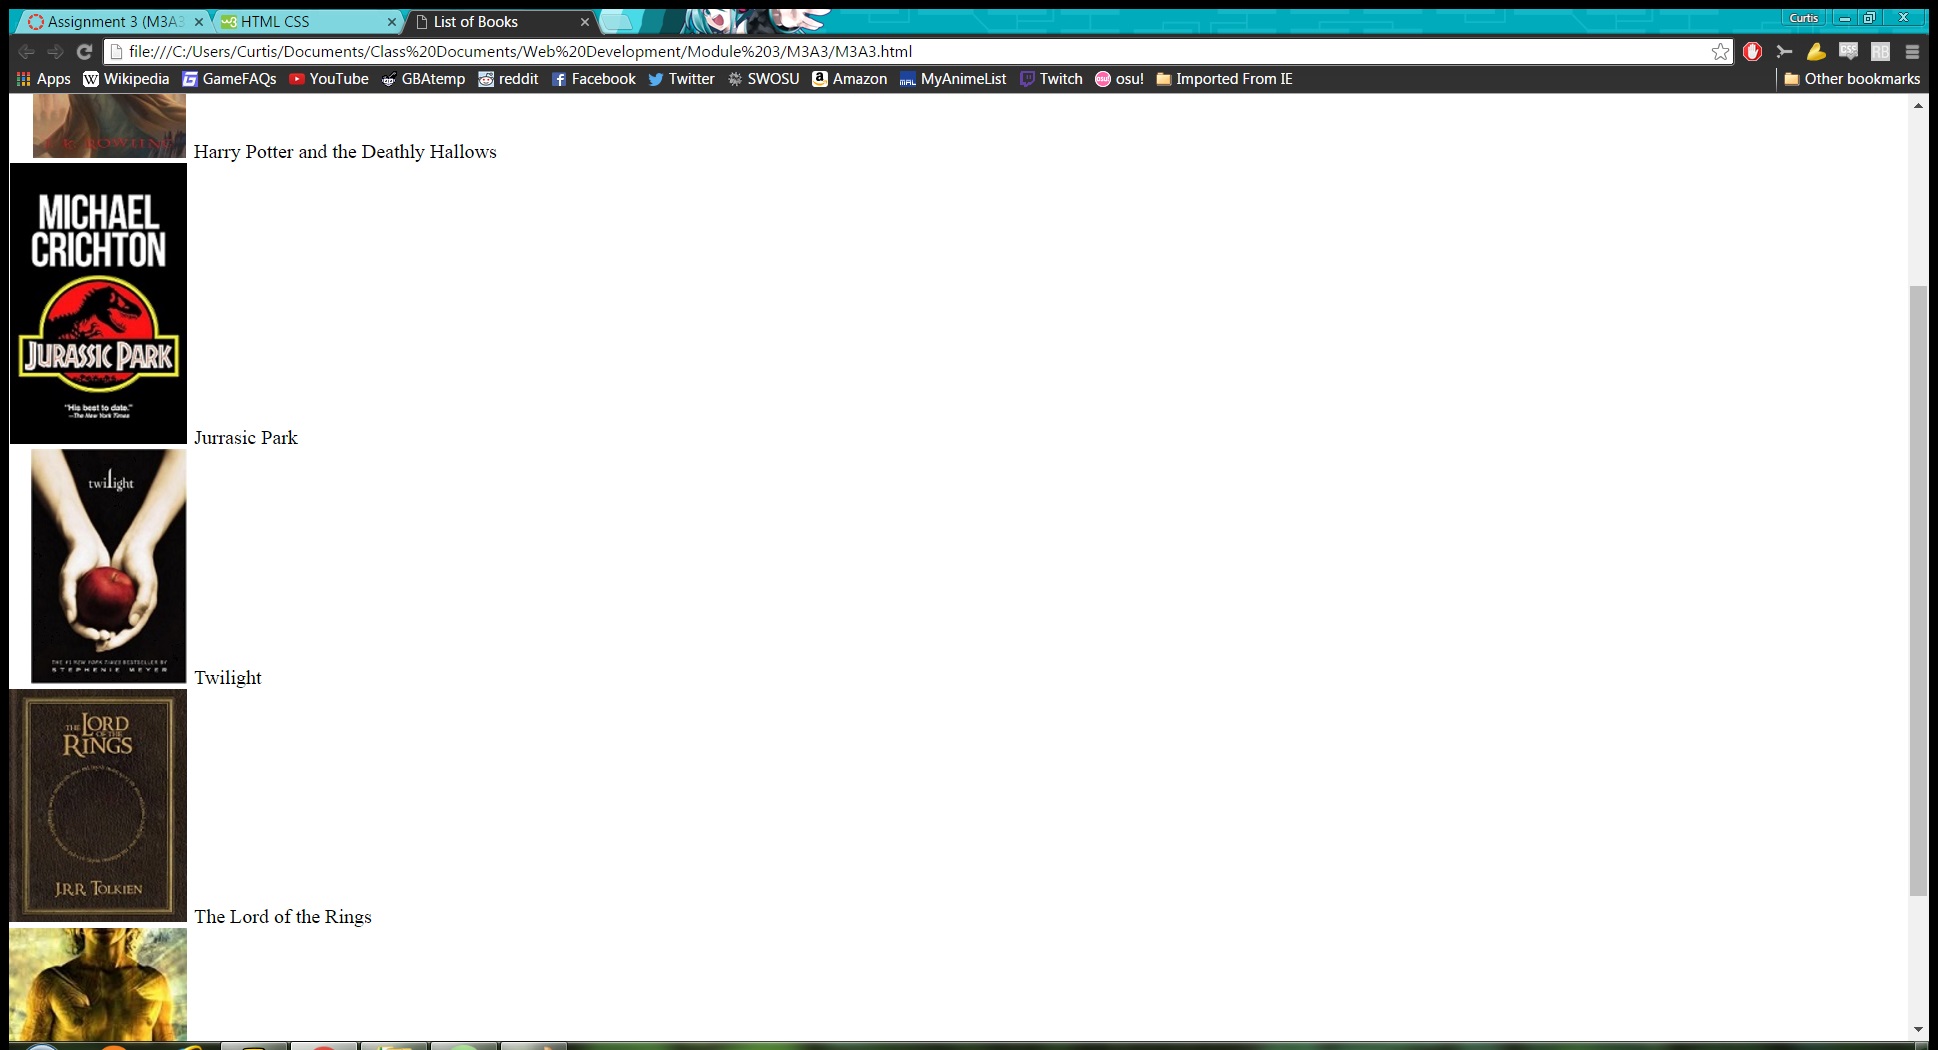 Assignment 3 (M3A3 HTML CSS List of Books Curtis
file:///C:/Users/Curtis/Documents/Class%20Documents/Web%20Development/Module%203/M3A3/M3A3.html
Apps Wikipedia GameFAQs YouTube GBAtemp reddit Facebook Twitter SWOSU Amazon MyAnimeList Twitch osu! Imported From IE Other bookmarks
J. K. ROWLING
Harry Potter and the Deathly Hallows
MICHAEL
CRICHTON
JURASSIC PARK
"His best to date."
—The New York Times
Jurrasic Park
twilight
THE #1 NEW YORK TIMES BESTSELLER BY
STEPHENIE MEYER
Twilight
THE LORD
OF THE
RINGS
J.R.R. TOLKIEN
The Lord of the Rings